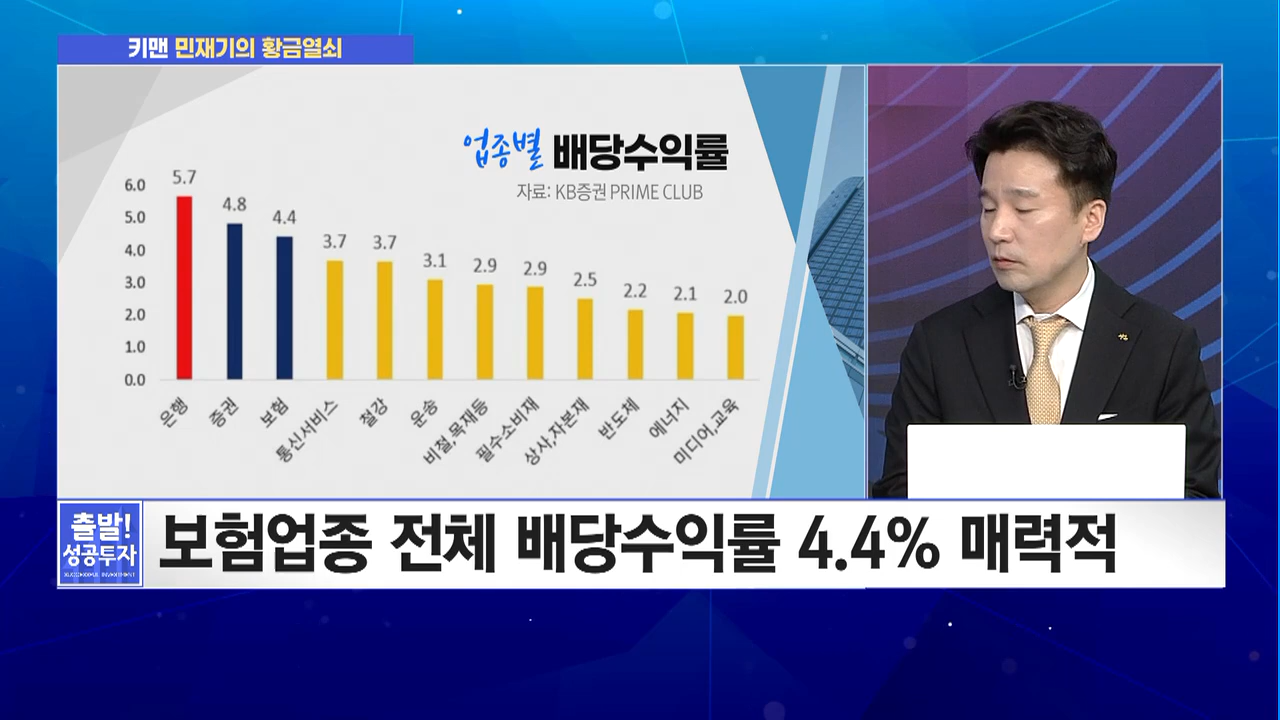 키맨 민재기의 황금열쇠
업종별 배당수익률
자료: KB증권 PRIME CLUB
6.0
5.0
4.0
3.0
2.0
1.0
0.0
5.7
4.8
4.4
3.7
3.7
3.1
2.9
2.9
2.5
2.2
2.1
2.0
은행
증권
보험
통신서비스
철강
운송
비철,목재등
필수소비재
상사,자본재
반도체
에너지
미디어,교육
출발!
성공투자
보험업종 전체 배당수익률 4.4% 매력적